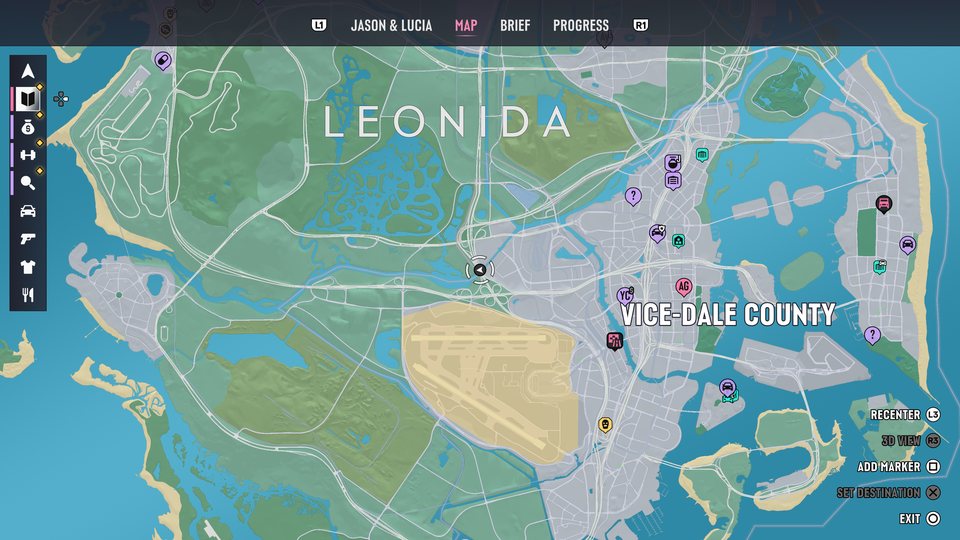 L1 JASON & LUCIA MAP BRIEF PROGRESS R1
LEONIDA
?
$
AG
YC
VICE-DALE COUNTY
?
RECENTER L3
3D VIEW R3
ADD MARKER
SET DESTINATION
EXIT